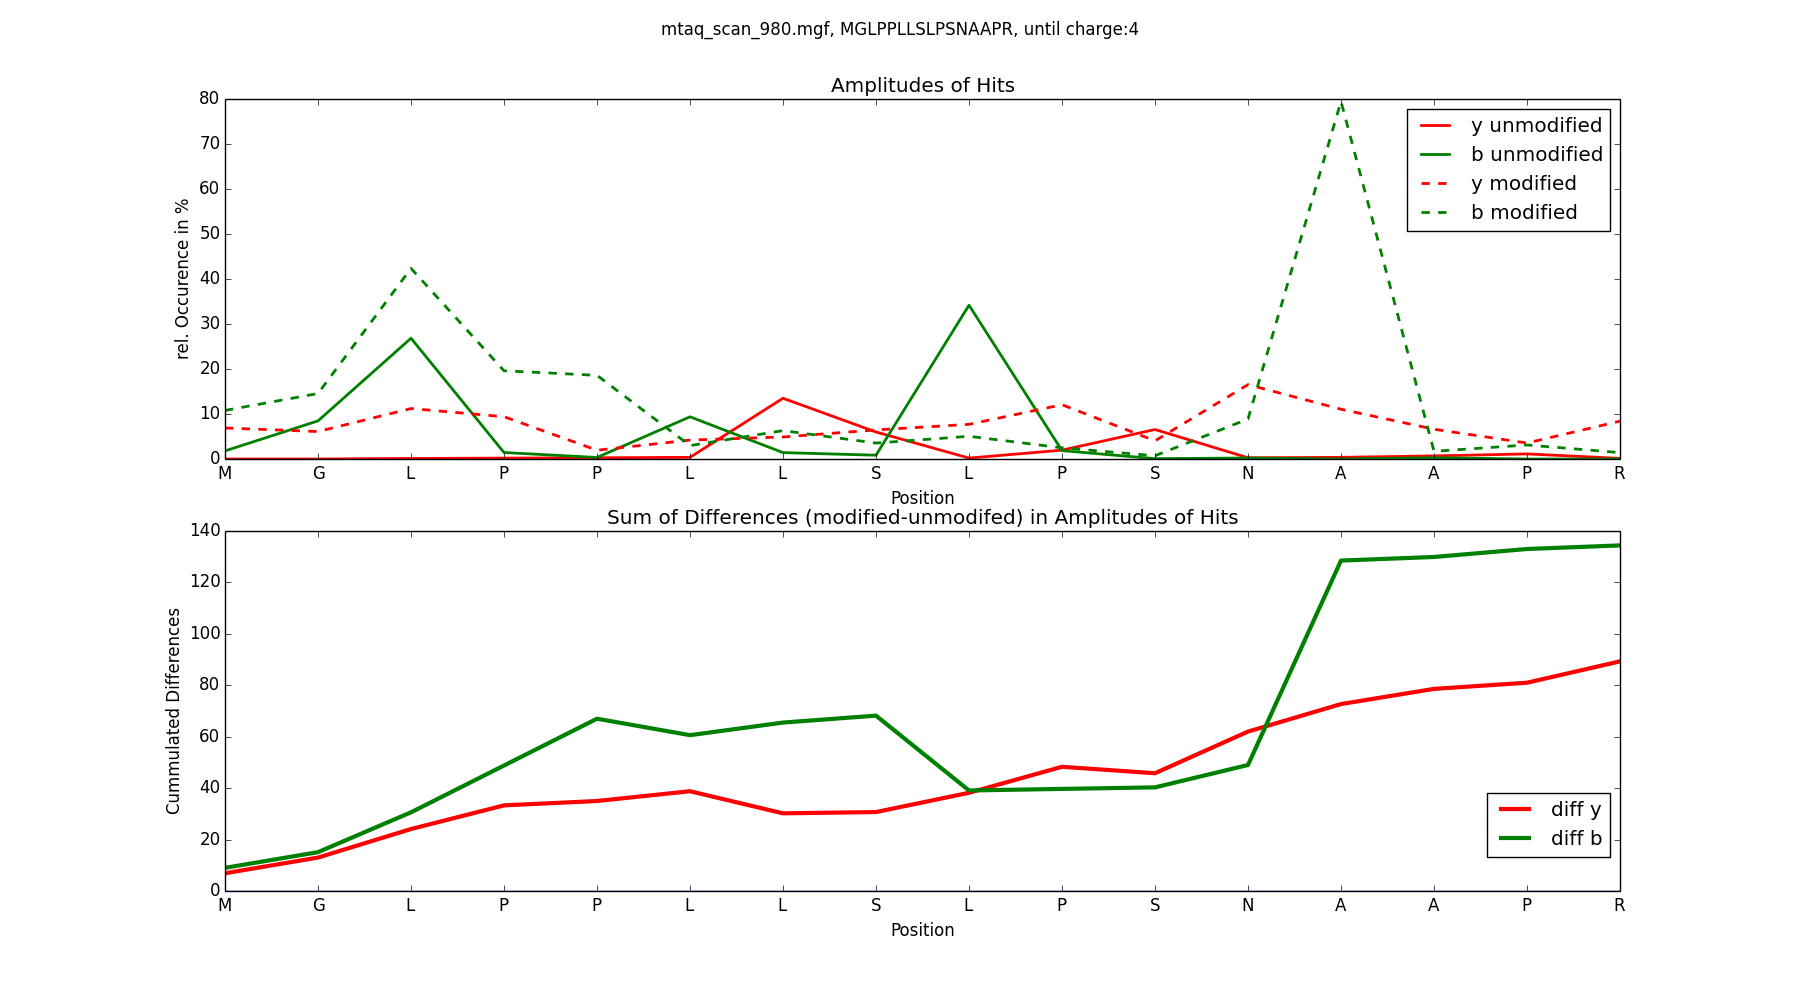 mtaq_scan_980.mgf, MGLPPLLSLPSNAAPR, until charge:4
Amplitudes of Hits
80
70
60
50
40
30
20
10
0
rel. Occurence in %
y unmodified
b unmodified
y modified
b modified
M G L P P L L S L P S N A A P R
Position
Sum of Differences (modified-unmodifed) in Amplitudes of Hits
140
120
100
80
60
40
20
0
Cummulated Differences
diff y
diff b
M G L P P L L S L P S N A A P R
Position